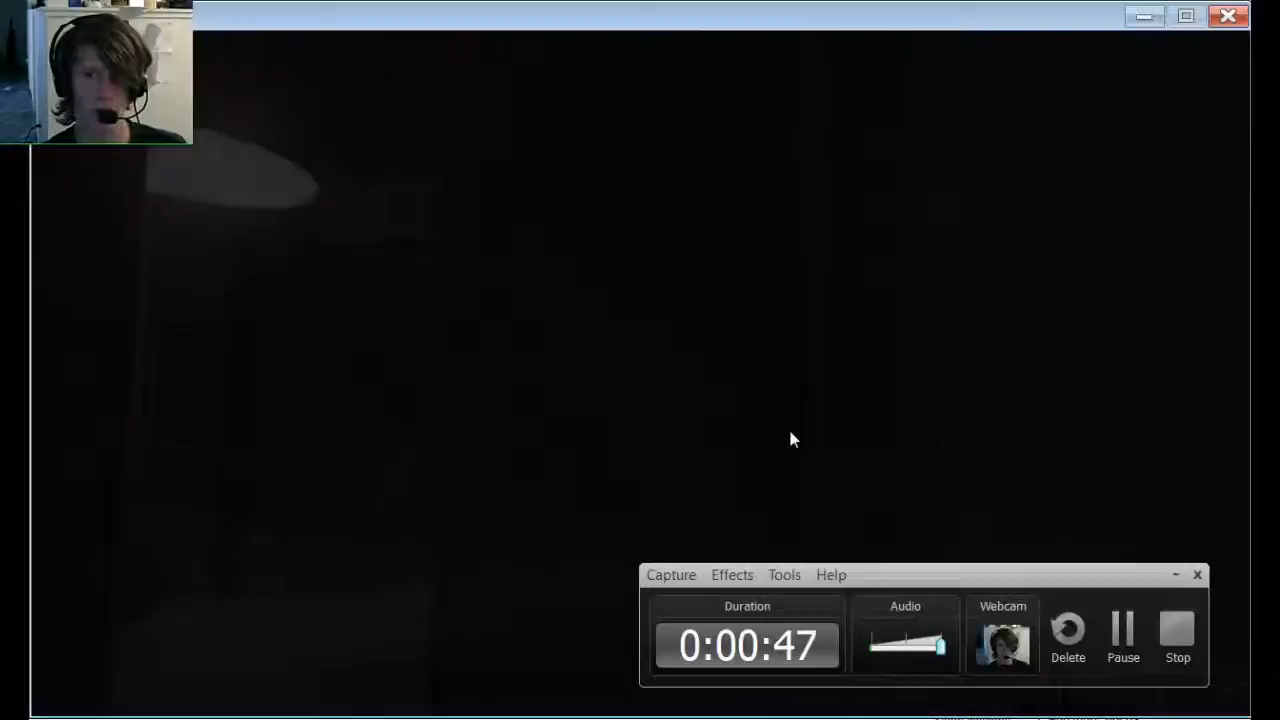 Capture Effects Tools Help
Duration
Audio
Webcam
0:00:47
Delete
Pause
Stop